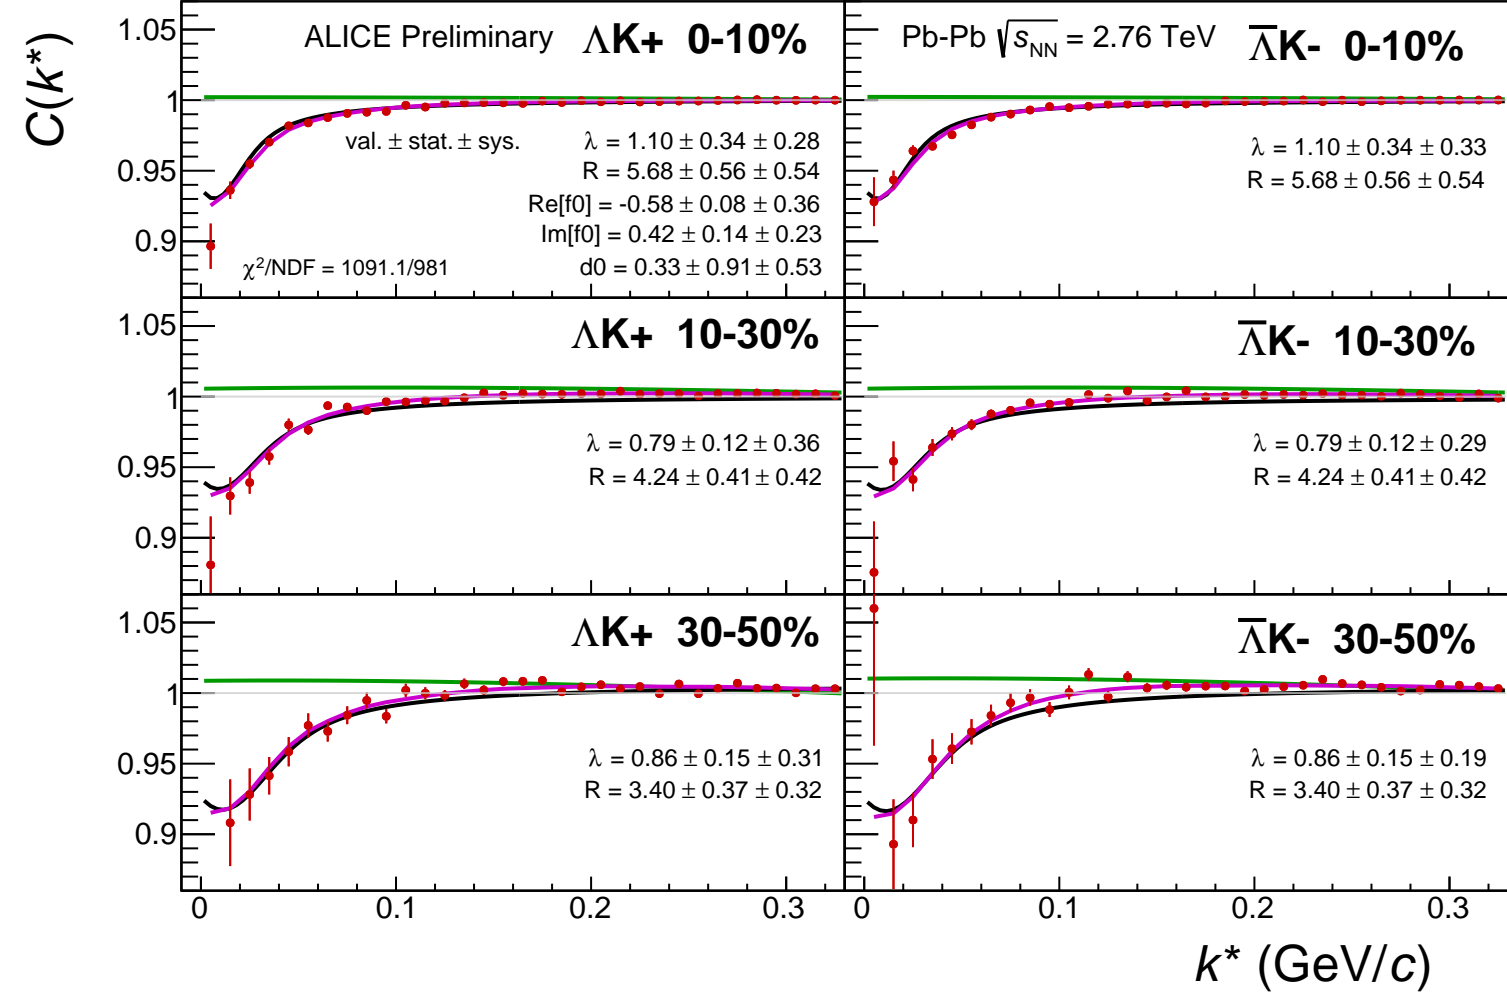 C(k*)
ALICE Preliminary ΛK+ 0-10%
val. ± stat. ± sys.
λ = 1.10 ± 0.34 ± 0.28
R = 5.68 ± 0.56 ± 0.54
Re[f0] = -0.58 ± 0.08 ± 0.36
Im[f0] = 0.42 ± 0.14 ± 0.23
χ²/NDF = 1091.1/981
d0 = 0.33 ± 0.91 ± 0.53
1.05
1
0.95
0.9
Pb-Pb √s_NN = 2.76 TeV Λ̅K- 0-10%
λ = 1.10 ± 0.34 ± 0.33
R = 5.68 ± 0.56 ± 0.54
ΛK+ 10-30%
λ = 0.79 ± 0.12 ± 0.36
R = 4.24 ± 0.41 ± 0.42
1.05
1
0.95
0.9
Λ̅K- 10-30%
λ = 0.79 ± 0.12 ± 0.29
R = 4.24 ± 0.41 ± 0.42
ΛK+ 30-50%
λ = 0.86 ± 0.15 ± 0.31
R = 3.40 ± 0.37 ± 0.32
1.05
1
0.95
0.9
Λ̅K- 30-50%
λ = 0.86 ± 0.15 ± 0.19
R = 3.40 ± 0.37 ± 0.32
0 0.1 0.2 0.3
0 0.1 0.2 0.3
k* (GeV/c)